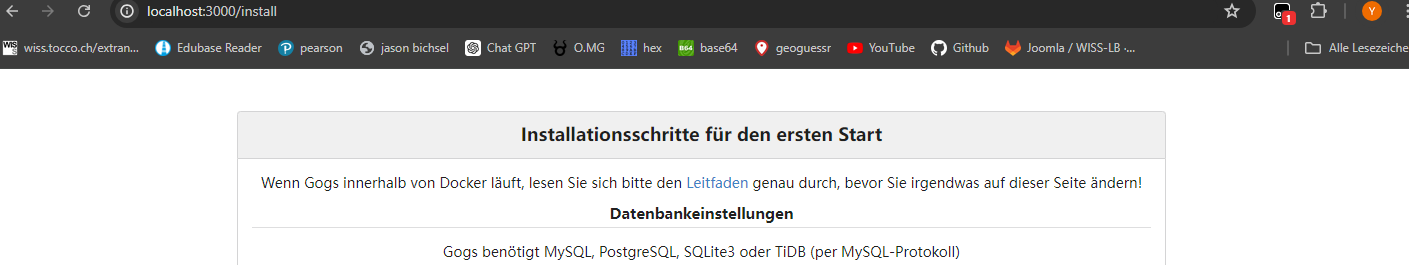 localhost:3000/install
1
Y
WISS
wiss.tocco.ch/extran... Edubase Reader pearson jason bichsel Chat GPT O.MG hex B64 base64 geoguessr YouTube Github Joomla / WISS-LB ·... Alle Lesezeiche
Installationsschritte für den ersten Start
Wenn Gogs innerhalb von Docker läuft, lesen Sie sich bitte den Leitfaden genau durch, bevor Sie irgendwas auf dieser Seite ändern!
Datenbankeinstellungen
Gogs benötigt MySQL, PostgreSQL, SQLite3 oder TiDB (per MySQL-Protokoll)